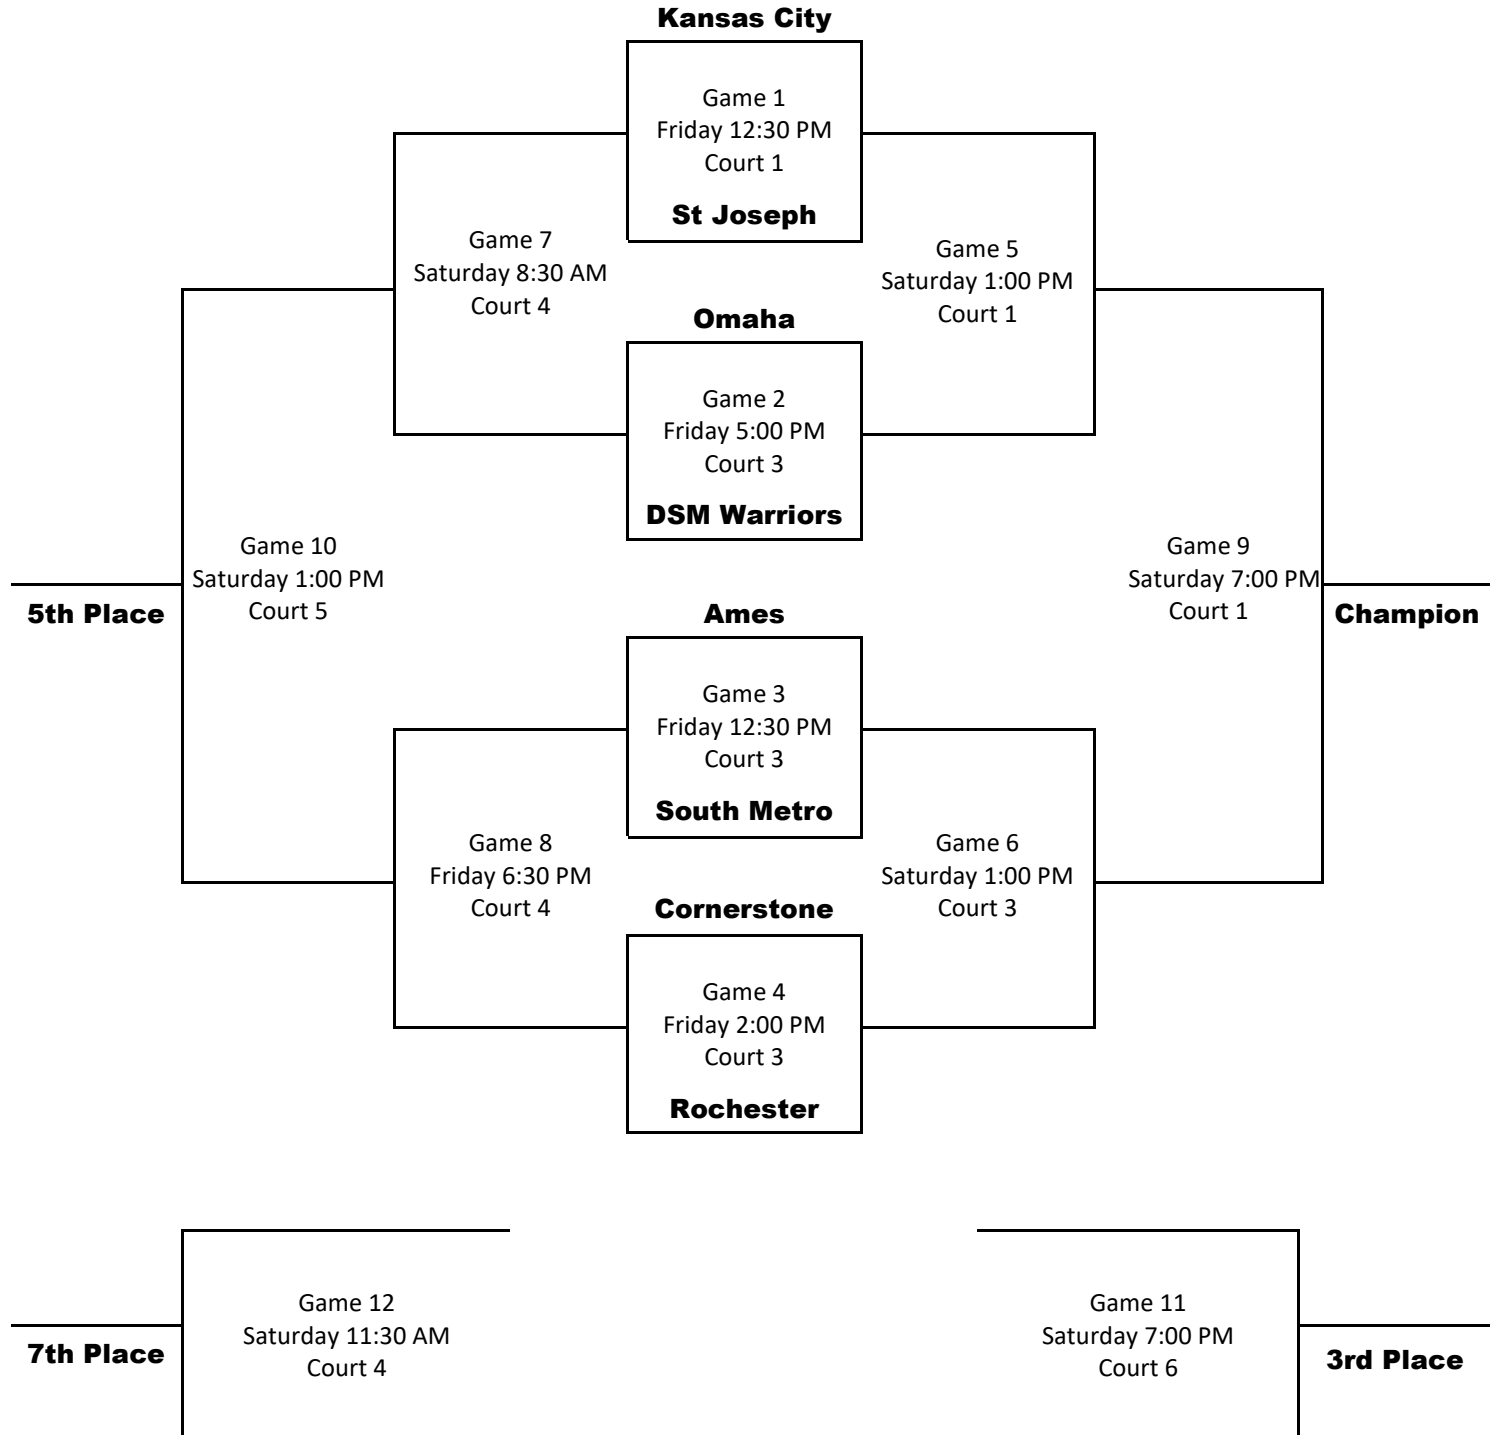 Kansas City
Game 1
Friday 12:30 PM
Court 1
St Joseph
Game 7
Saturday 8:30 AM
Court 4
Game 5
Saturday 1:00 PM
Court 1
Omaha
Game 2
Friday 5:00 PM
Court 3
DSM Warriors
Game 10
Saturday 1:00 PM
Court 5
5th Place
Game 9
Saturday 7:00 PM
Court 1
Champion
Ames
Game 3
Friday 12:30 PM
Court 3
South Metro
Game 8
Friday 6:30 PM
Court 4
Game 6
Saturday 1:00 PM
Court 3
Cornerstone
Game 4
Friday 2:00 PM
Court 3
Rochester
Game 12
Saturday 11:30 AM
Court 4
7th Place
Game 11
Saturday 7:00 PM
Court 6
3rd Place